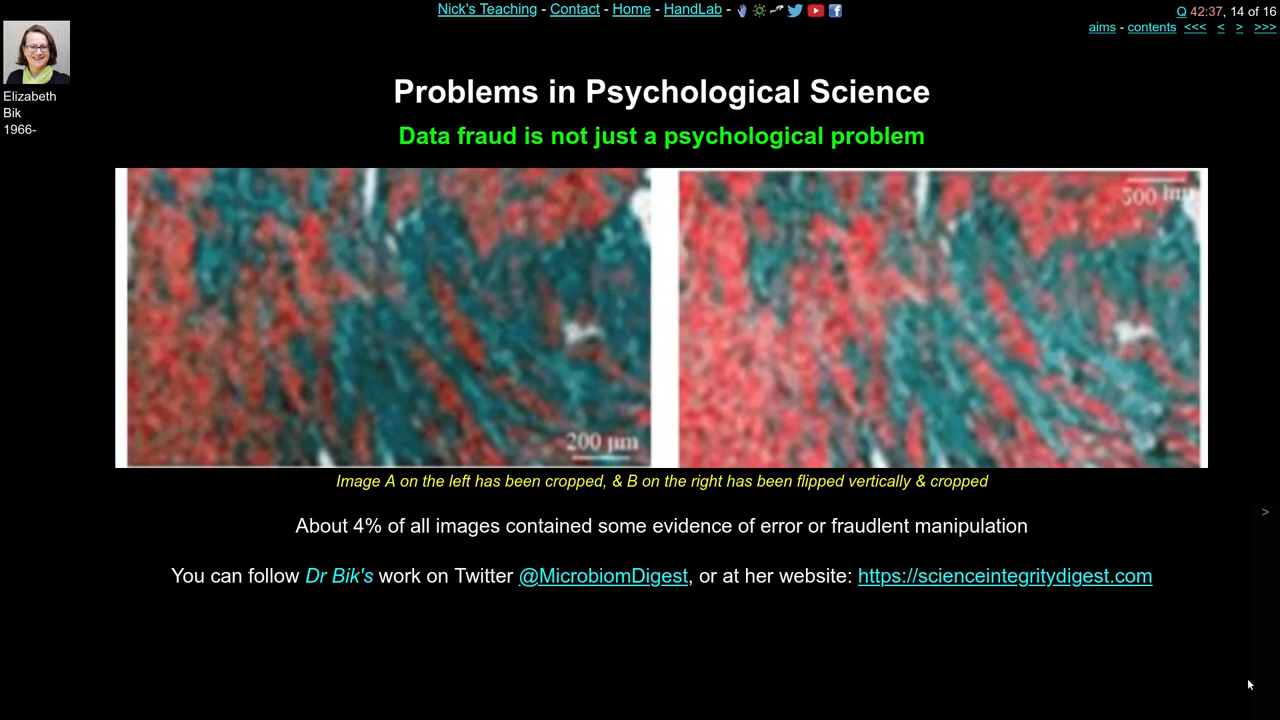 Nick's Teaching - Contact - Home - HandLab -
Q 42:37, 14 of 16
aims - contents <<< < > >>>
Elizabeth
Bik
1966-
Problems in Psychological Science
Data fraud is not just a psychological problem
200 µm
200 µm
Image A on the left has been cropped, & B on the right has been flipped vertically & cropped
About 4% of all images contained some evidence of error or fraudlent manipulation
>
You can follow Dr Bik's work on Twitter @MicrobiomDigest, or at her website: https://scienceintegritydigest.com